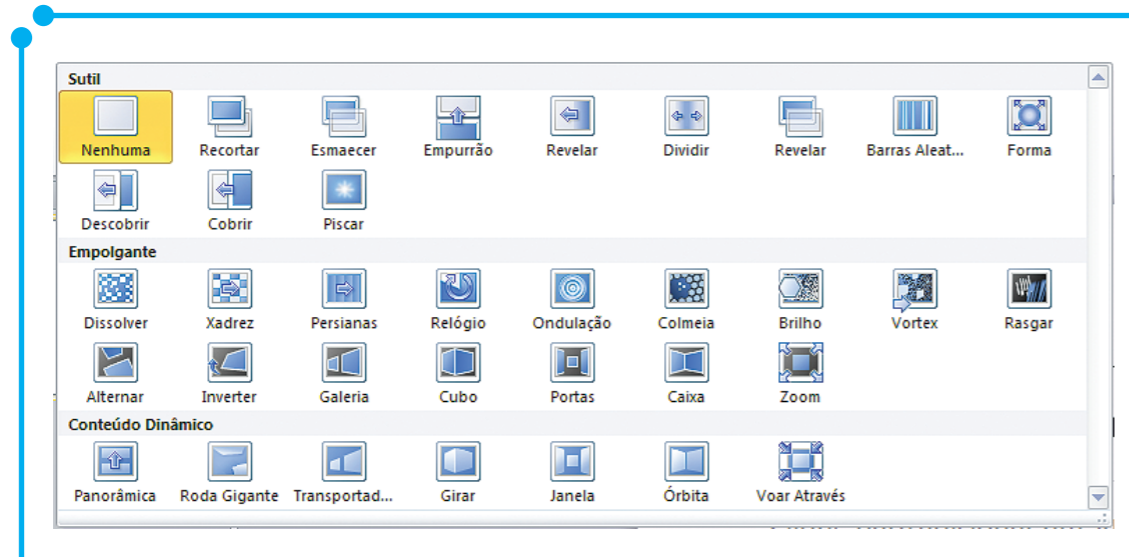 Sutil
Nenhuma Recortar Esmaecer Empurrão Revelar Dividir Revelar Barras Aleat... Forma
Descobrir Cobrir Piscar
Empolgante
Dissolver Xadrez Persianas Relógio Ondulação Colmeia Brilho Vortex Rasgar
Alternar Inverter Galeria Cubo Portas Caixa Zoom
Conteúdo Dinâmico
Panorâmica Roda Gigante Transportad... Girar Janela Órbita Voar Através